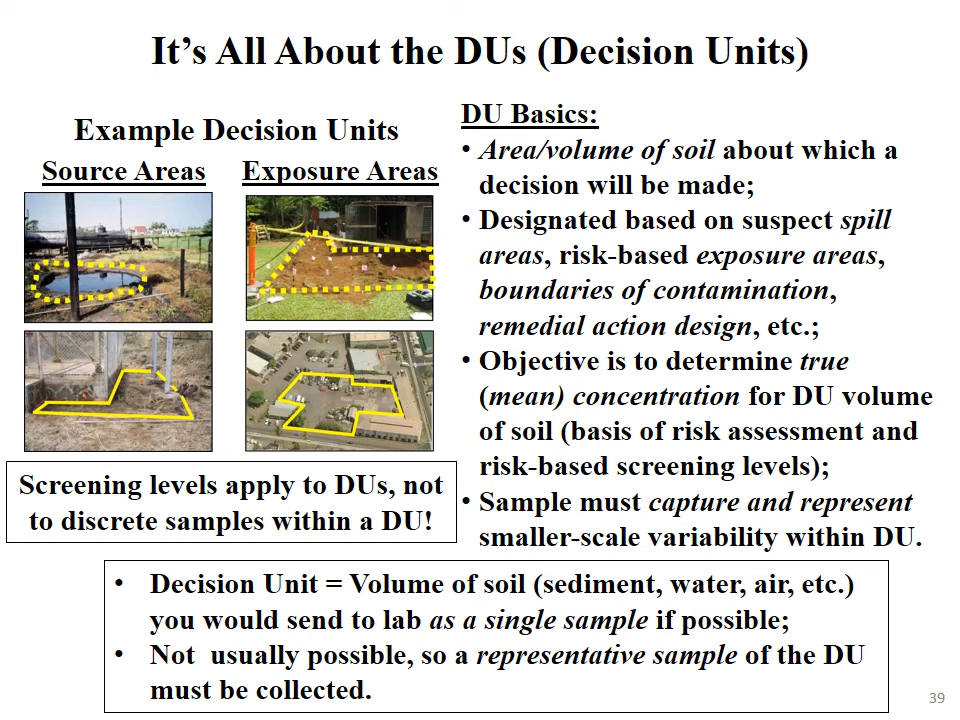 It’s All About the DUs (Decision Units)
Example Decision Units
Source Areas
Exposure Areas
Screening levels apply to DUs, not
to discrete samples within a DU!
DU Basics:
• Area/volume of soil about which a
decision will be made;
• Designated based on suspect spill
areas, risk-based exposure areas,
boundaries of contamination,
remedial action design, etc.;
• Objective is to determine true
(mean) concentration for DU volume
of soil (basis of risk assessment and
risk-based screening levels);
• Sample must capture and represent
smaller-scale variability within DU.
• Decision Unit = Volume of soil (sediment, water, air, etc.)
you would send to lab as a single sample if possible;
• Not usually possible, so a representative sample of the DU
must be collected.
39